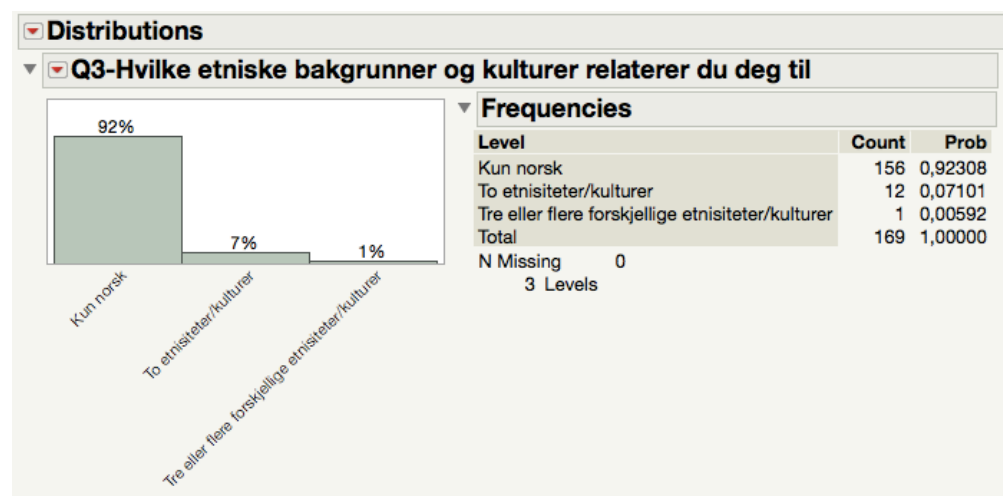 Distributions
Q3-Hvilke etniske bakgrunner og kulturer relaterer du deg til
92%
7%
1%
Kun norsk
To etnisiteter/kulturer
Tre eller flere forskjellige etnisiteter/kulturer
Frequencies
Level Count Prob
Kun norsk 156 0,92308
To etnisiteter/kulturer 12 0,07101
Tre eller flere forskjellige etnisiteter/kulturer 1 0,00592
Total 169 1,00000
N Missing 0
3 Levels